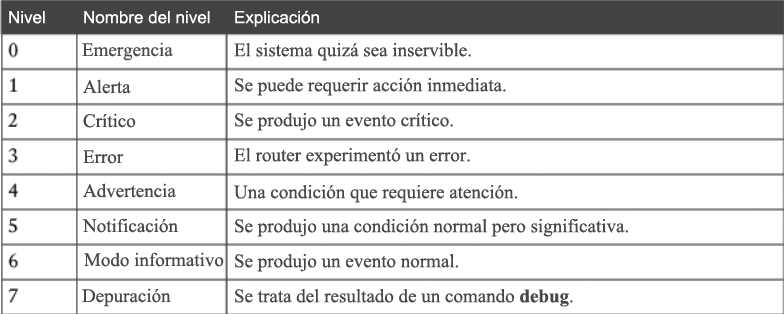 Nivel Nombre del nivel Explicación
0 Emergencia El sistema quizá sea inservible.
1 Alerta Se puede requerir acción inmediata.
2 Crítico Se produjo un evento crítico.
3 Error El router experimentó un error.
4 Advertencia Una condición que requiere atención.
5 Notificación Se produjo una condición normal pero significativa.
6 Modo informativo Se produjo un evento normal.
7 Depuración Se trata del resultado de un comando debug.